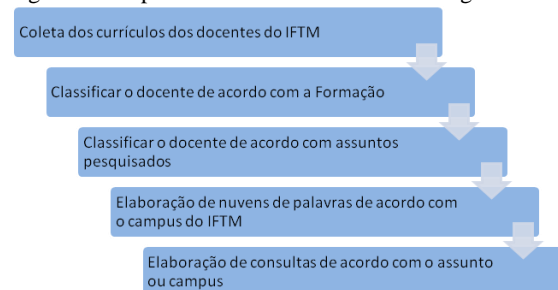 Coleta dos currículos dos docentes do IFTM
Classificar o docente de acordo com a Formação
Classificar o docente de acordo com assuntos
pesquisados
Elaboração de nuvens de palavras de acordo com
o campus do IFTM
Elaboração de consultas de acordo com o assunto
ou campus